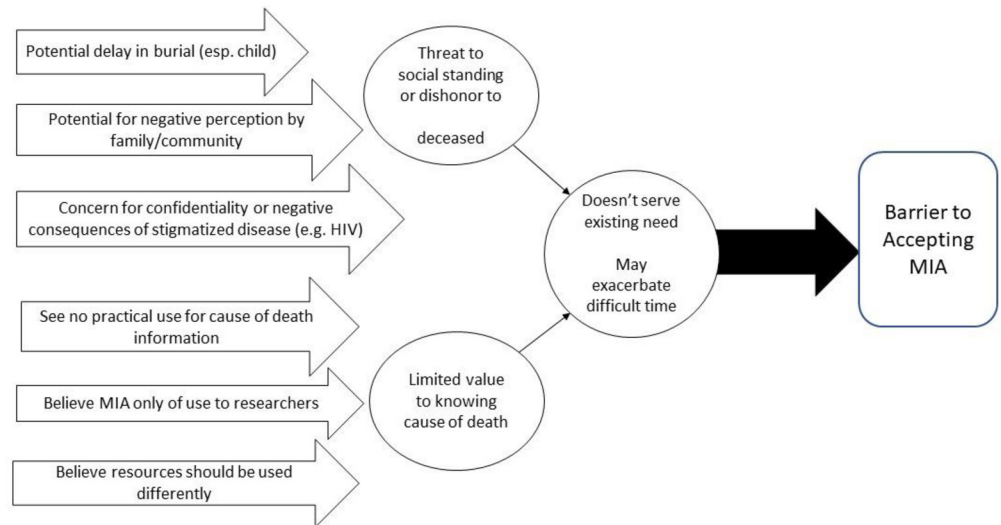 Potential delay in burial (esp. child)
Potential for negative perception by
family/community
Concern for confidentiality or negative
consequences of stigmatized disease (e.g. HIV)
See no practical use for cause of death
information
Believe MIA only of use to researchers
Believe resources should be used
differently
Threat to
social standing
or dishonor to
deceased
Limited value
to knowing
cause of death
Doesn’t serve
existing need
May
exacerbate
difficult time
Barrier to
Accepting
MIA